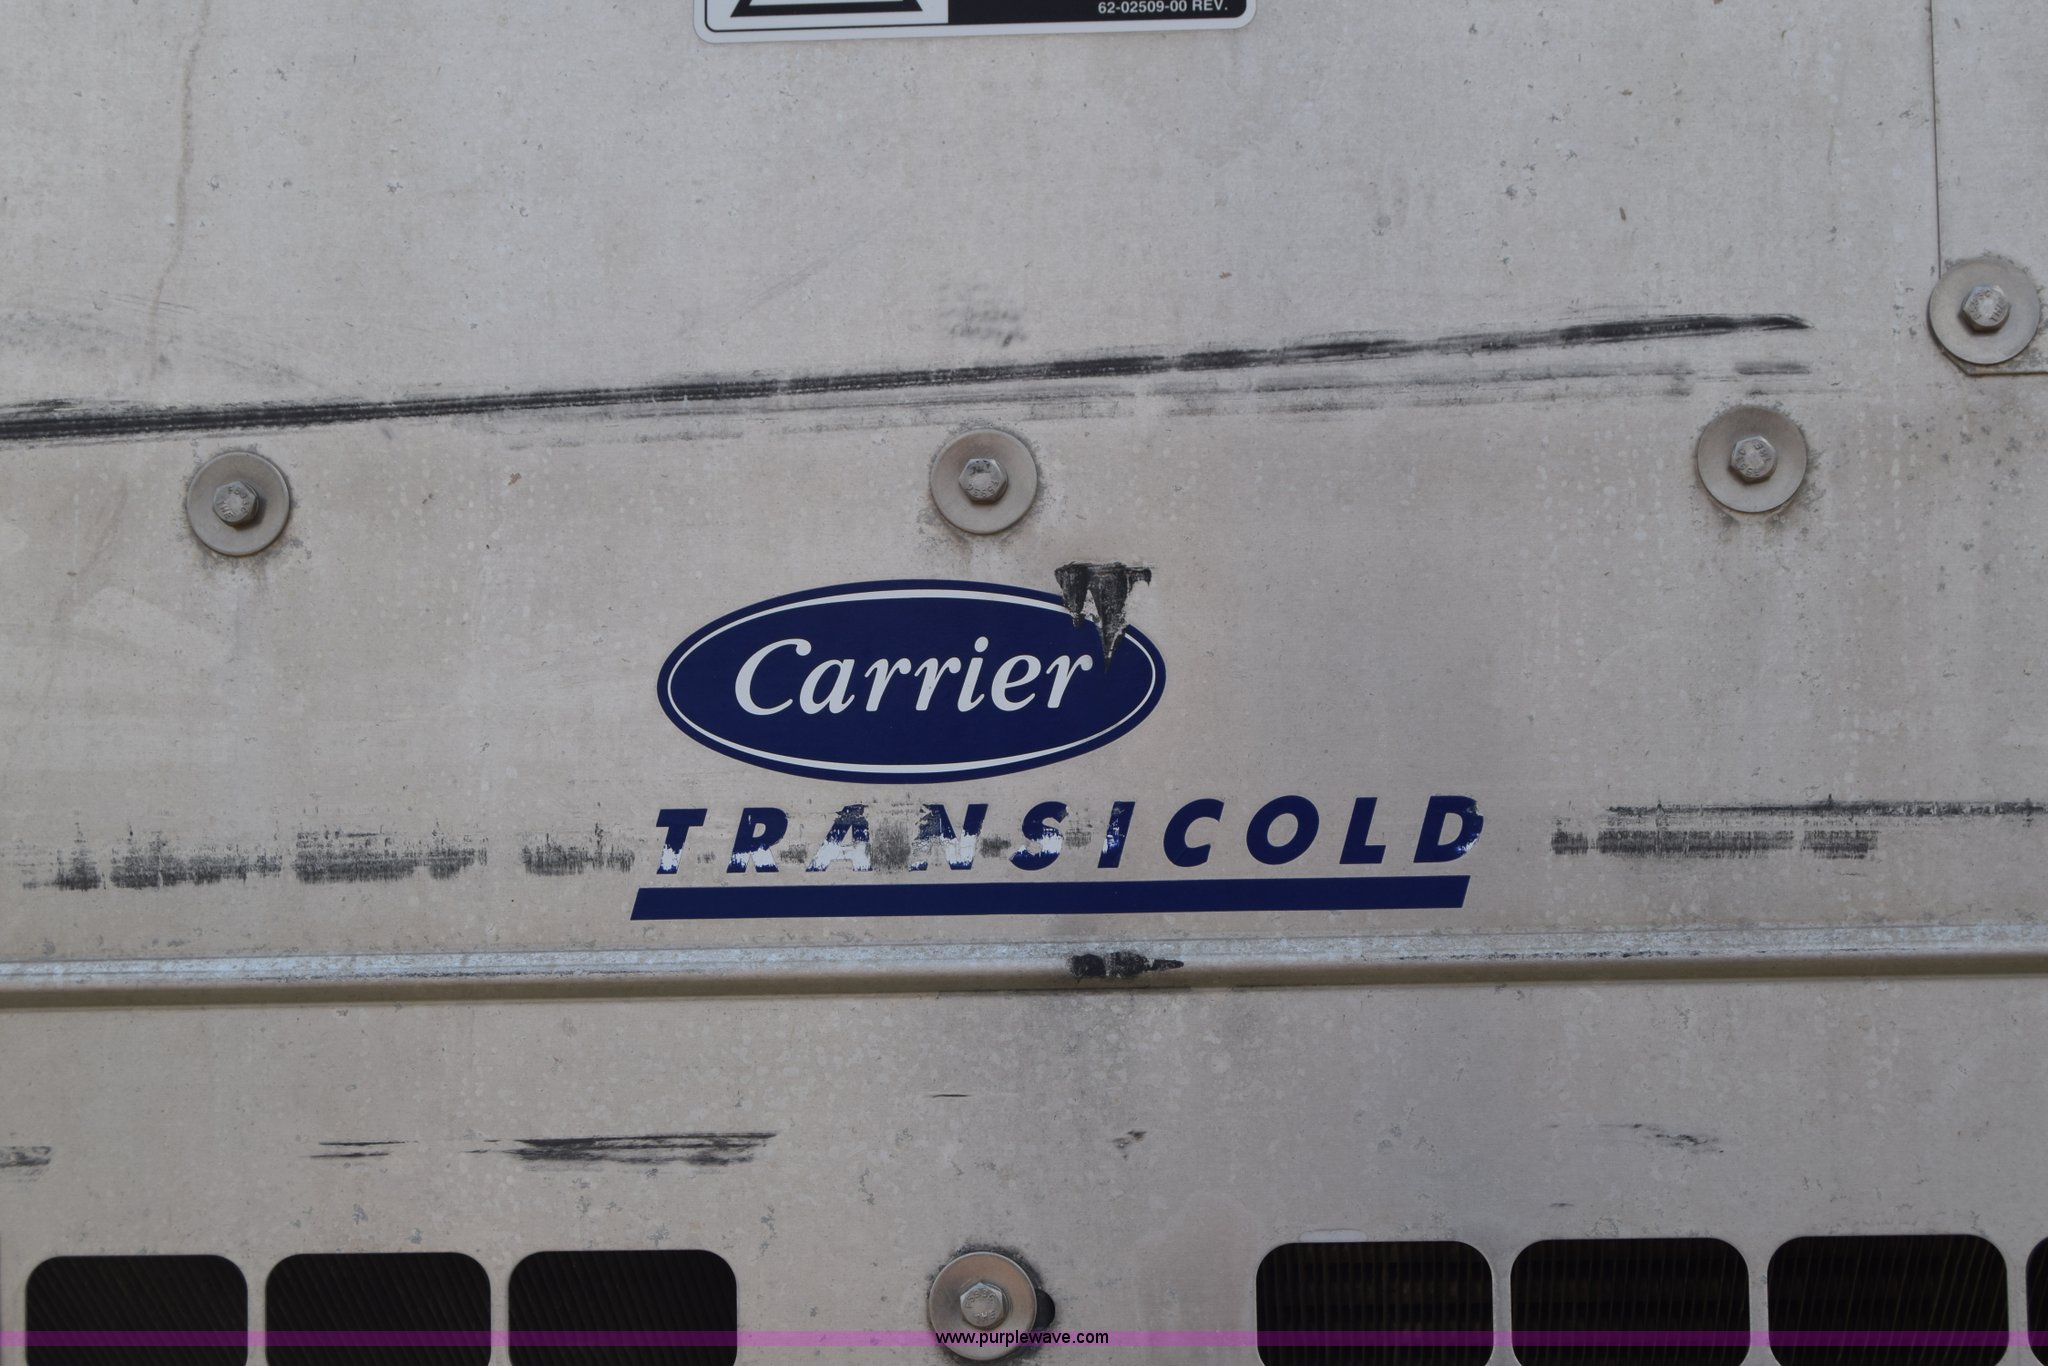 62-02509-00 REV.
Carrier
TRANSICOLD
www.purplewave.com